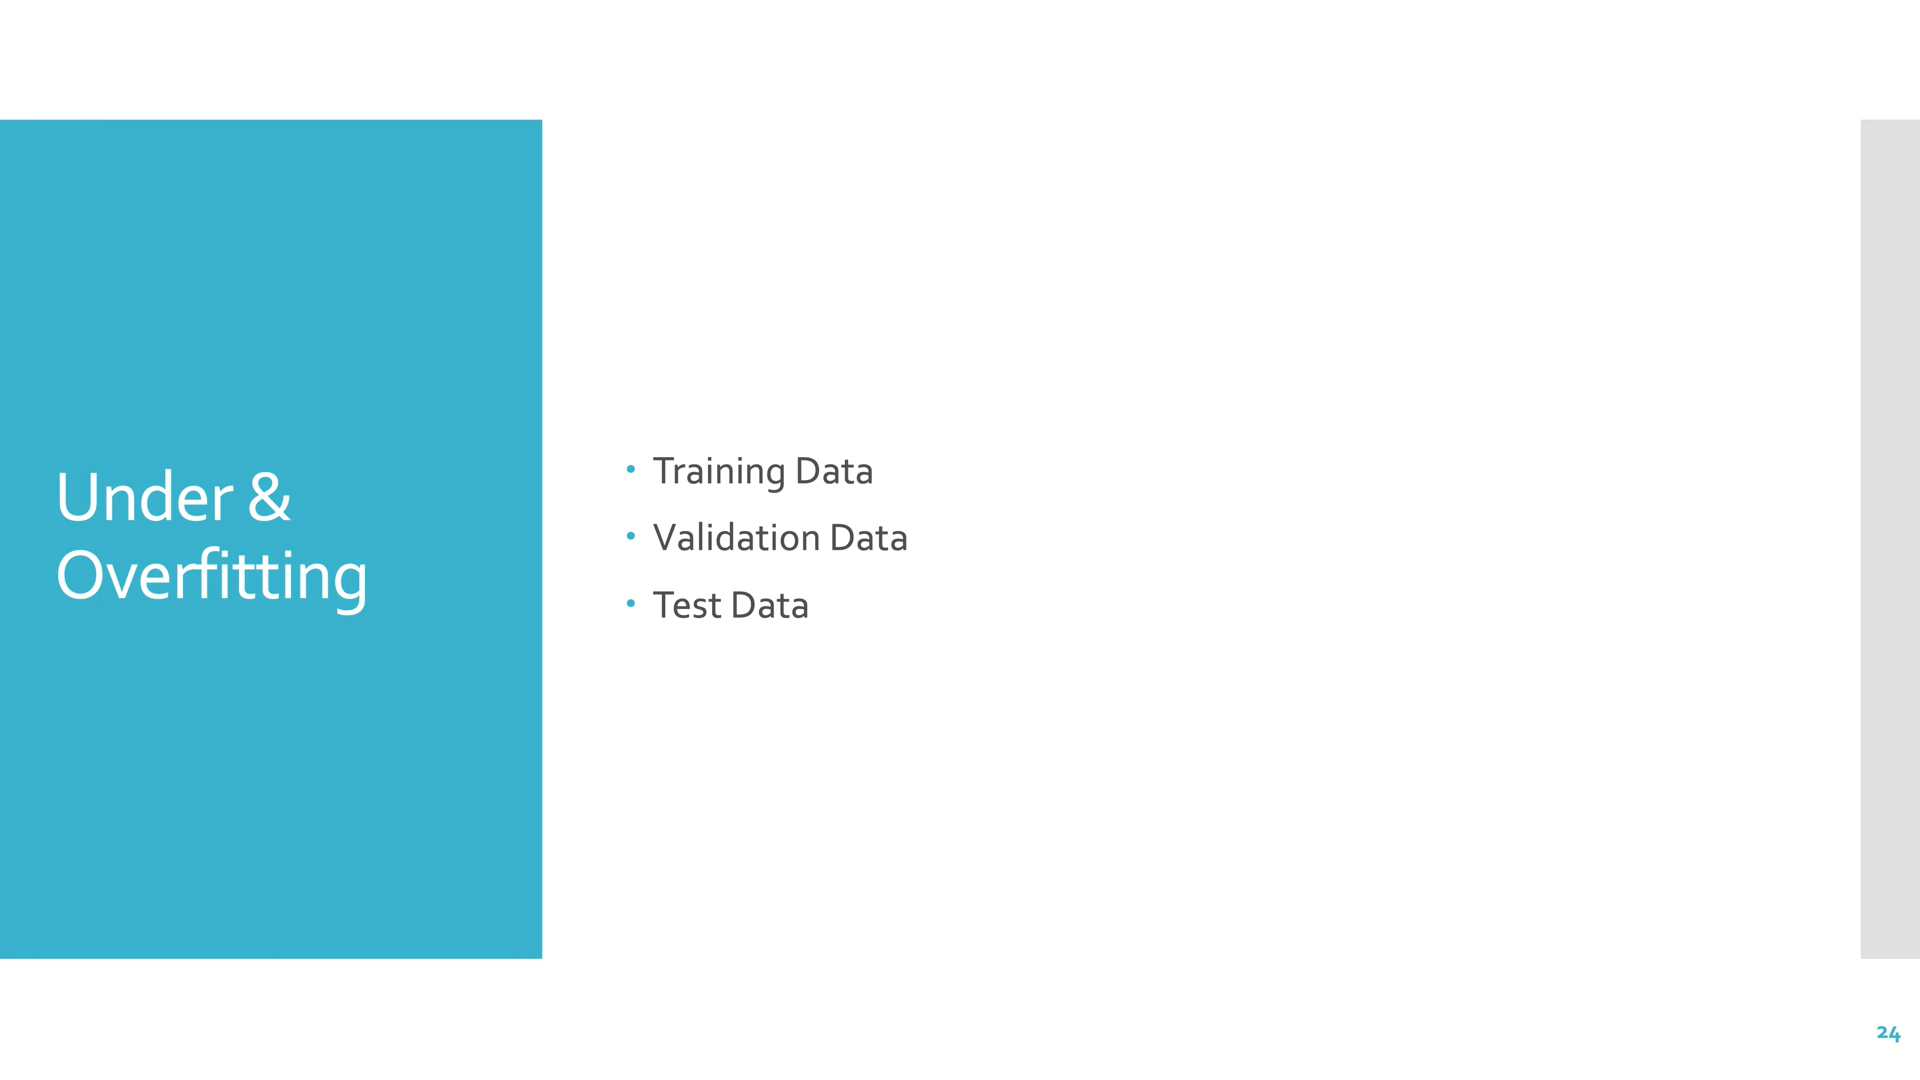 Under &
Overfitting
• Training Data
• Validation Data
• Test Data
24